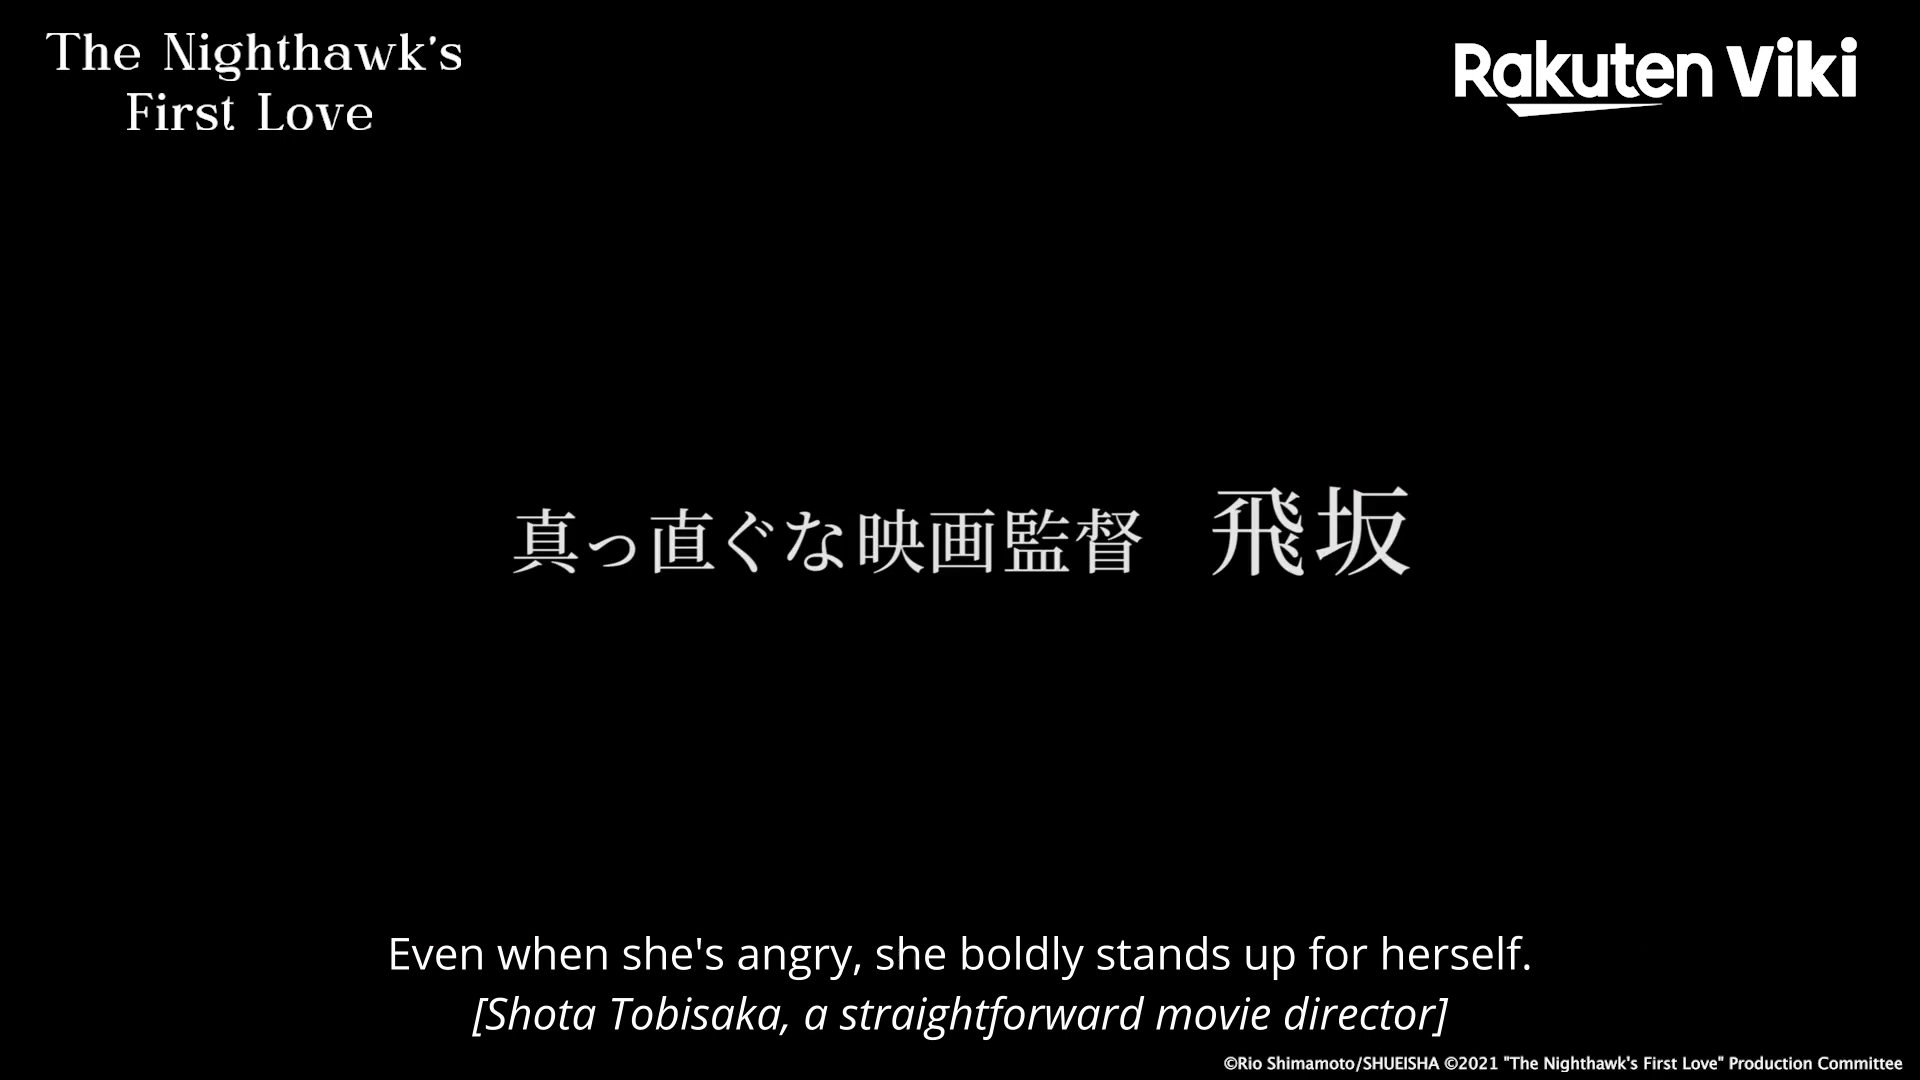 The Nighthawk's
First Love
Rakuten Viki
真っ直ぐな映画監督 飛坂
Even when she's angry, she boldly stands up for herself.
[Shota Tobisaka, a straightforward movie director]
©Rio Shimamoto/SHUEISHA ©2021 "The Nighthawk's First Love" Production Committee